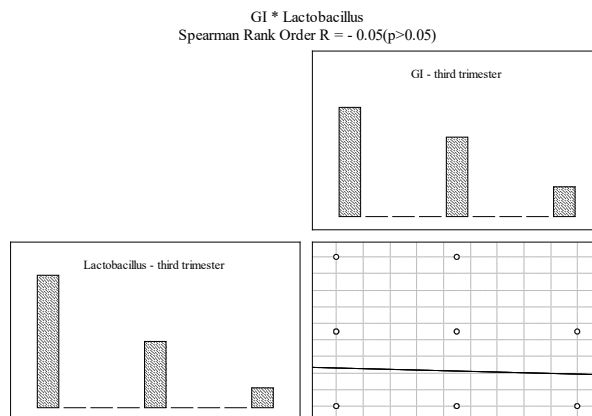 GI * Lactobacillus
Spearman Rank Order R = - 0.05(p>0.05)
GI - third trimester
Lactobacillus - third trimester